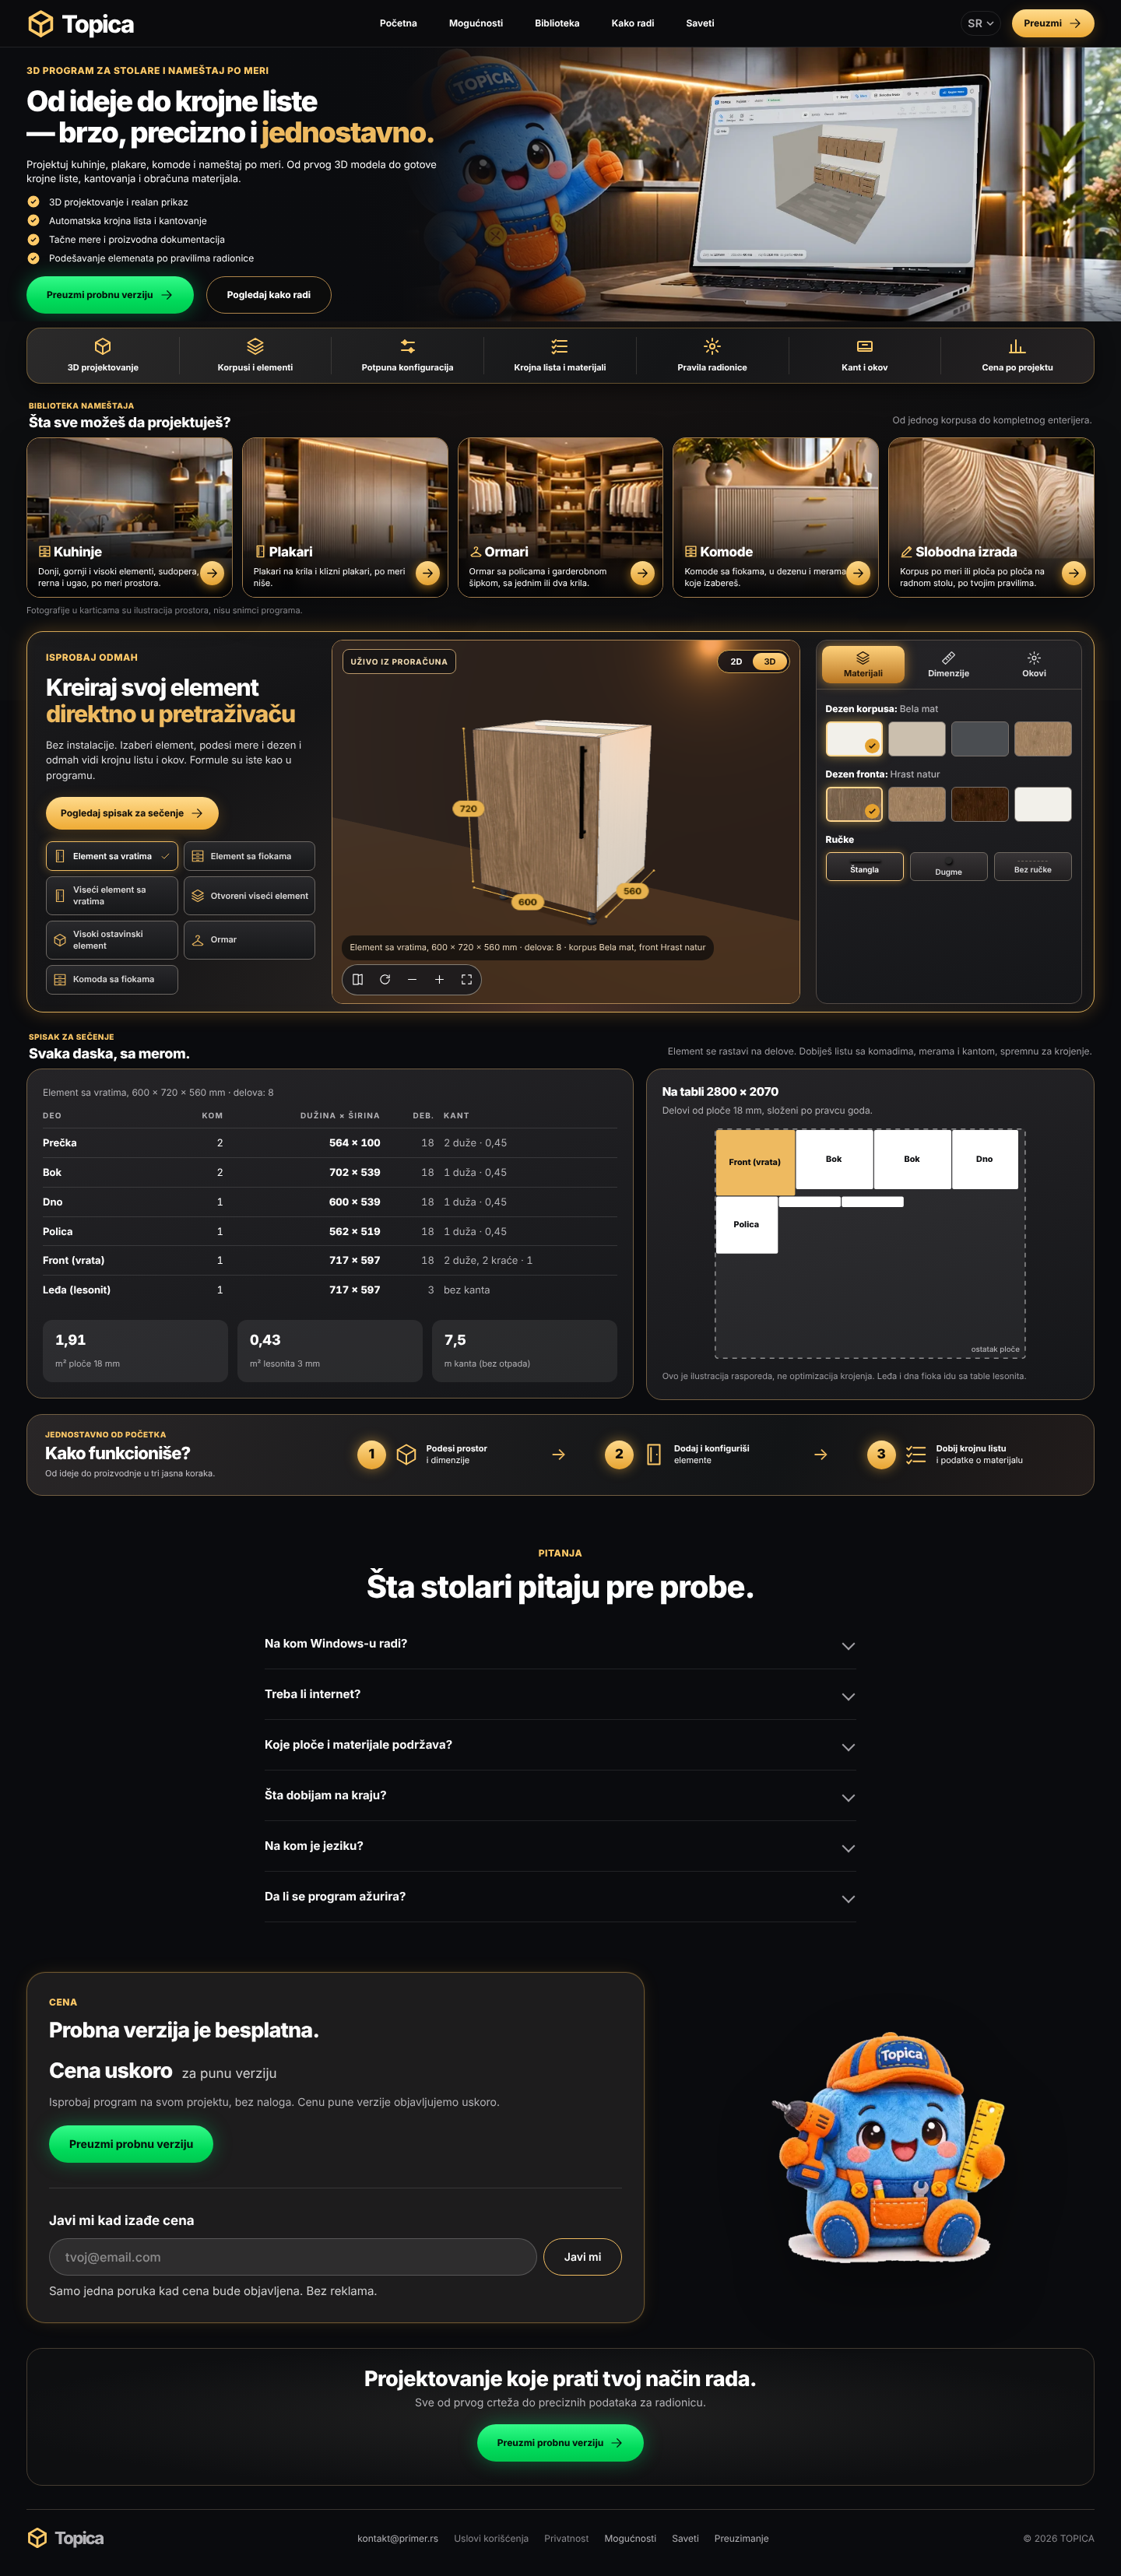 Topica
Početna
Mogućnosti
Biblioteka
Kako radi
Saveti
SR
Preuzmi
3D PROGRAM ZA STOLARE I NAMEŠTAJ PO MERI
Od ideje do krojne liste
— brzo, precizno i jednostavno.
Projektuj kuhinje, plakare, komode i nameštaj po meri. Od prvog 3D modela do gotove
krojne liste, kantovanja i obračuna materijala.
3D projektovanje i realan prikaz
Automatska krojna lista i kantovanje
Tačne mere i proizvodna dokumentacija
Podešavanje elemenata po pravilima radionice
Preuzmi probnu verziju
Pogledaj kako radi
TOPICA
3D projektovanje
Korpusi i elementi
Potpuna konfiguracija
Krojna lista i materijali
Pravila radionice
Kant i okov
Cena po projektu
BIBLIOTEKA NAMEŠTAJA
Šta sve možeš da projektuješ?
Od jednog korpusa do kompletnog enterijera.
Kuhinje
Donji, gornji i visoki elementi, sudopera,
rerna i ugao, po meri prostora.
Plakari
Plakari na krila i klizni plakari, po meri
niše.
Ormari
Ormar sa policama i garderobnom
šipkom, sa jednim ili dva krila.
Komode
Komode sa fiokama, u dezenu i merama
koje izabereš.
Slobodna izrada
Korpus po meri ili ploča po ploča na
radnom stolu, po tvojim pravilima.
Fotografije u karticama su ilustracija prostora, nisu snimci programa.
ISPROBAJ ODMAH
Kreiraj svoj element
direktno u pretraživaču
Bez instalacije. Izaberi element, podesi mere i dezen i
odmah vidi krojnu listu i okov. Formule su iste kao u
programu.
Pogledaj spisak za sečenje
Element sa vratima
Element sa fiokama
Viseći element sa
vratima
Otvoreni viseći element
Visoki ostavinski
element
Ormar
Komoda sa fiokama
UŽIVO IZ PRORAČUNA
2D
3D
720
600
560
Element sa vratima, 600 × 720 × 560 mm · delova: 8 · korpus Bela mat, front Hrast natur
Materijali
Dimenzije
Okovi
Dezen korpusa: Bela mat
Dezen fronta: Hrast natur
Ručke
Štangla
Dugme
Bez ručke
SPISAK ZA SEČENJE
Svaka daska, sa merom.
Element se rastavi na delove. Dobiješ listu sa komadima, merama i kantom, spremnu za krojenje.
Element sa vratima, 600 × 720 × 560 mm · delova: 8
DEO KOM DUŽINA × ŠIRINA DEB. KANT
Prečka 2 564 × 100 18 2 duže · 0,45
Bok 2 702 × 539 18 1 duža · 0,45
Dno 1 600 × 539 18 1 duža · 0,45
Polica 1 562 × 519 18 1 duža · 0,45
Front (vrata) 1 717 × 597 18 2 duže, 2 kraće · 1
Leđa (lesonit) 1 717 × 597 3 bez kanta
1,91
m² ploče 18 mm
0,43
m² lesonita 3 mm
7,5
m kanta (bez otpada)
Na tabli 2800 × 2070
Delovi od ploče 18 mm, složeni po pravcu goda.
Front (vrata)
Bok
Bok
Dno
Polica
ostatak ploče
Ovo je ilustracija rasporeda, ne optimizacija krojenja. Leđa i dna fioka idu sa table lesonita.
JEDNOSTAVNO OD POČETKA
Kako funkcioniše?
Od ideje do proizvodnje u tri jasna koraka.
1
Podesi prostor
i dimenzije
2
Dodaj i konfiguriši
elemente
3
Dobij krojnu listu
i podatke o materijalu
PITANJA
Šta stolari pitaju pre probe.
Na kom Windows-u radi?
Treba li internet?
Koje ploče i materijale podržava?
Šta dobijam na kraju?
Na kom je jeziku?
Da li se program ažurira?
CENA
Probna verzija je besplatna.
Cena uskoro za punu verziju
Isprobaj program na svom projektu, bez naloga. Cenu pune verzije objavljujemo uskoro.
Preuzmi probnu verziju
Javi mi kad izađe cena
tvoj@email.com
Javi mi
Samo jedna poruka kad cena bude objavljena. Bez reklama.
Topica
Projektovanje koje prati tvoj način rada.
Sve od prvog crteža do preciznih podataka za radionicu.
Preuzmi probnu verziju
Topica
kontakt@primer.rs
Uslovi korišćenja
Privatnost
Mogućnosti
Saveti
Preuzimanje
© 2026 TOPICA